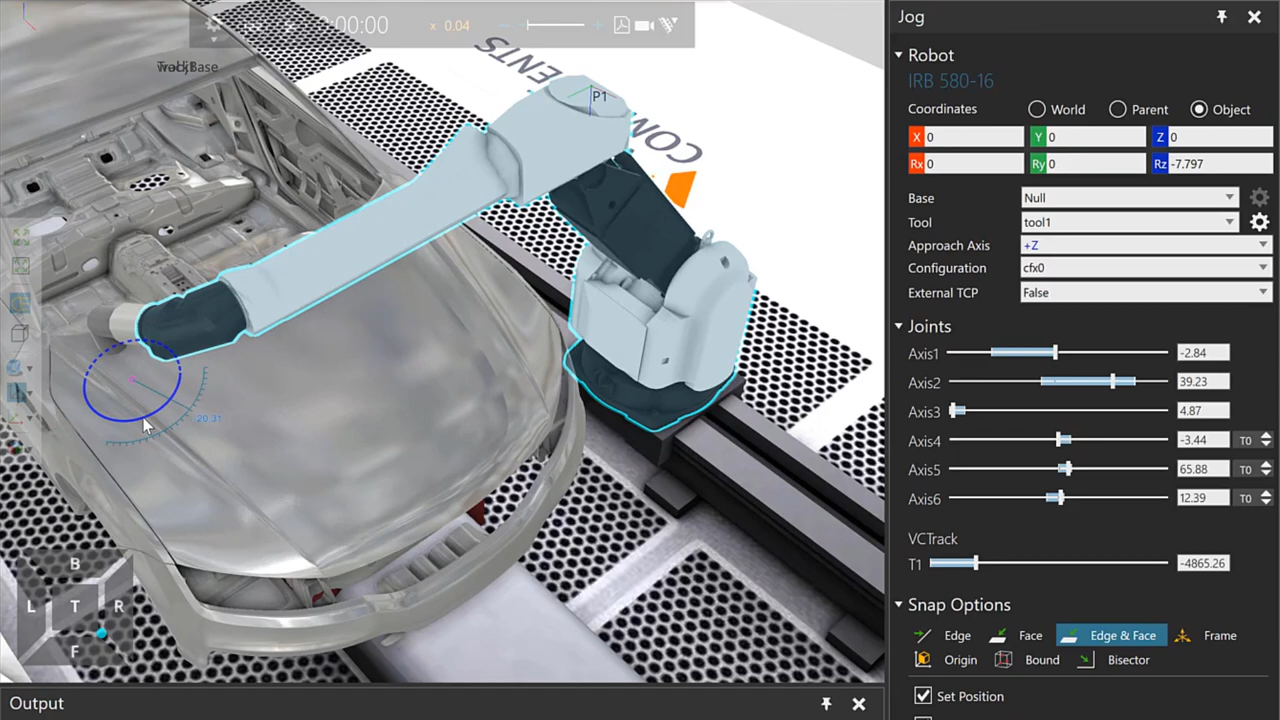 Jog
Robot
IRB 580-16
Coordinates World Parent Object
X 0 Y 0 Z 0
Rx 0 Ry 0 Rz -7.797
Base Null
Tool tool1
Approach Axis +Z
Configuration cfx0
External TCP False
Joints
Axis1 -2.84
Axis2 39.23
Axis3 4.87
Axis4 -3.44 T0
Axis5 65.88 T0
Axis6 12.39 T0
VCTrack
T1 -4865.26
Snap Options
Edge Face Edge & Face Frame
Origin Bound Bisector
Set Position
x 0.04
P1
20.31
B
L T R
F
Output